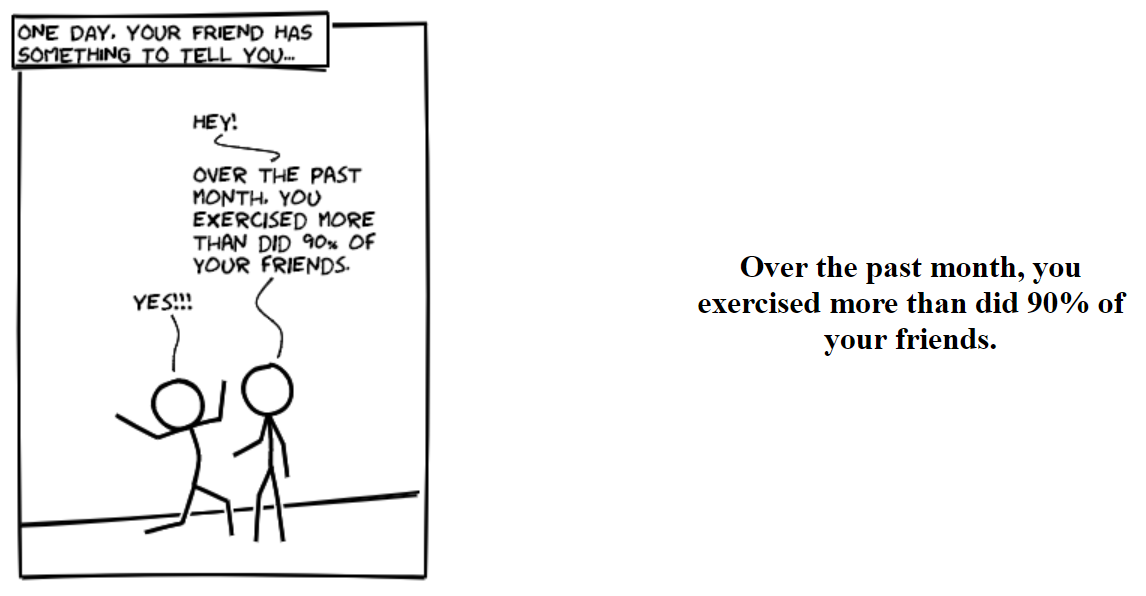 ONE DAY, YOUR FRIEND HAS
SOMETHING TO TELL YOU...
HEY!
OVER THE PAST
MONTH, YOU
EXERCISED MORE
THAN DID 90% OF
YOUR FRIENDS.
YES!!!
Over the past month, you
exercised more than did 90% of
your friends.